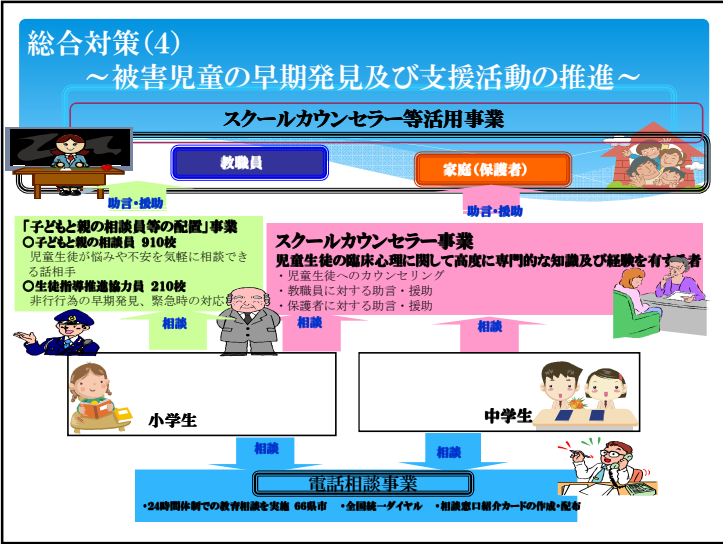 総合対策(4)
～被害児童の早期発見及び支援活動の推進～
スクールカウンセラー等活用事業
教職員
家庭(保護者)
助言・援助
助言・援助
「子どもと親の相談員等の配置」事業
○子どもと親の相談員 910校
児童生徒が悩みや不安を気軽に相談でき
る話相手
○生徒指導推進協力員 210校
非行行為の早期発見、緊急時の対応
スクールカウンセラー事業
児童生徒の臨床心理に関して高度に専門的な知識及び経験を有す者
・児童生徒へのカウンセリング
・教職員に対する助言・援助
・保護者に対する助言・援助
相談
相談
相談
小学生
中学生
相談
相談
電話相談事業
・24時間体制での教育相談を実施 66県市 ・全国統一ダイヤル ・相談窓口紹介カードの作成・配布